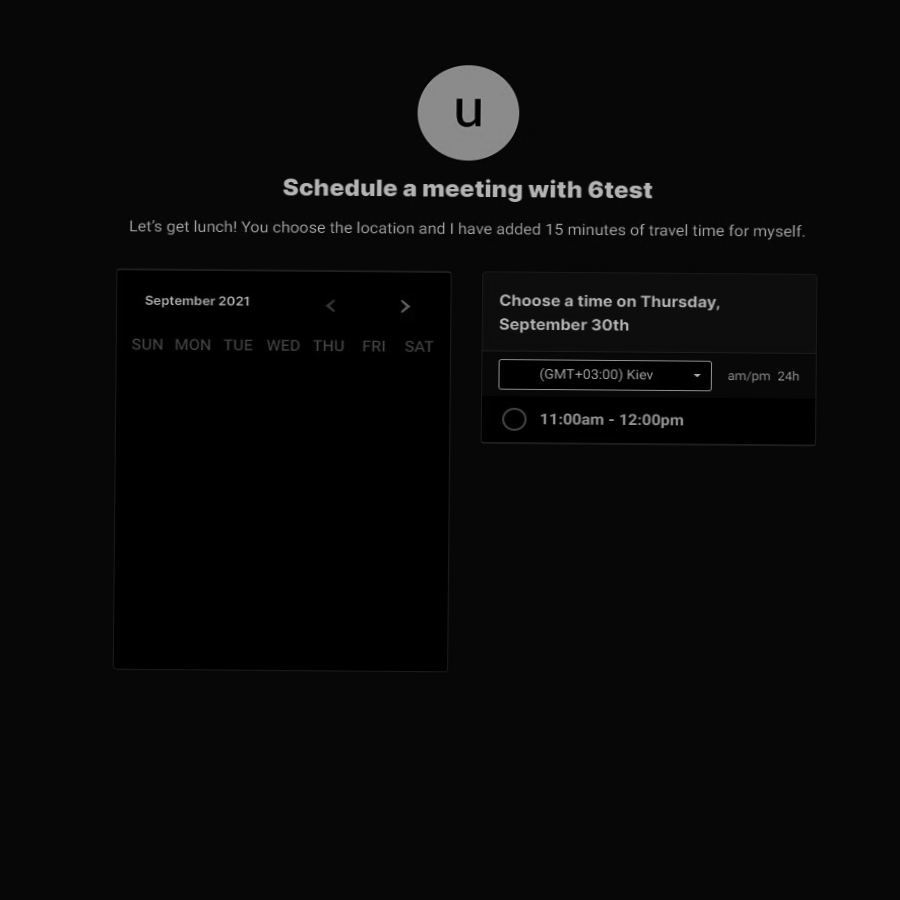 u
Schedule a meeting with 6test
Let's get lunch! You choose the location and I have added 15 minutes of travel time for myself.
September 2021
SUN MON TUE WED THU FRI SAT
Choose a time on Thursday,
September 30th
(GMT+03:00) Kiev
am/pm 24h
11:00am - 12:00pm